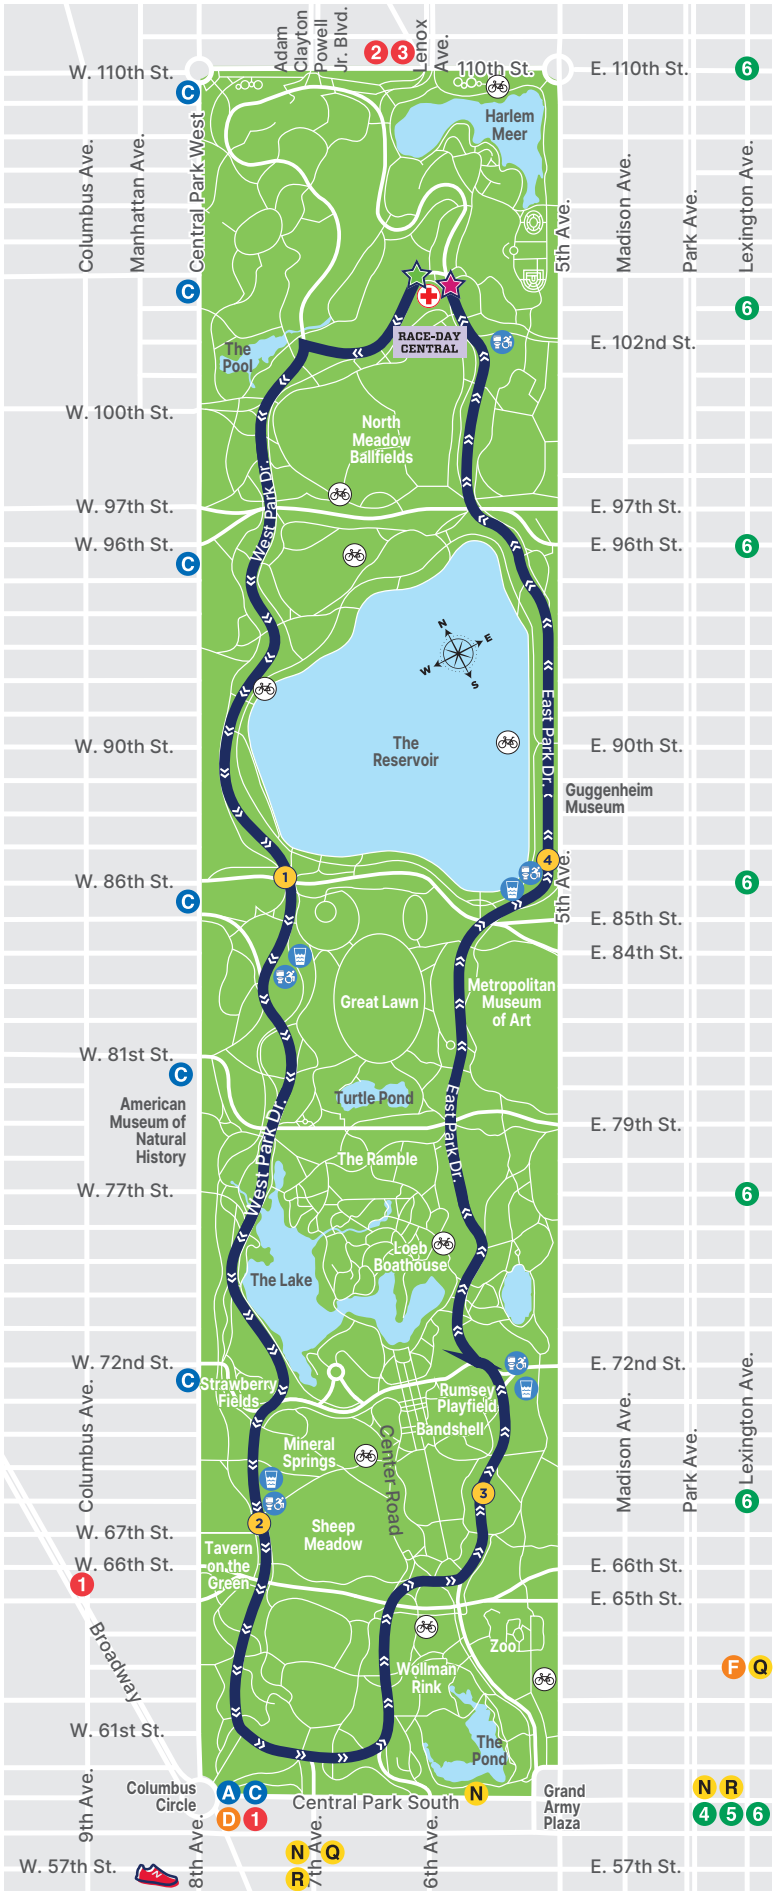 Adam
Clayton
Powell
Jr. Blvd.
2
3
Lenox
Ave.
W. 110th St.
110th St.
E. 110th St.
6
C
Harlem
Meer
Columbus Ave.
Manhattan Ave.
Central Park West
5th Ave.
Madison Ave.
Park Ave.
Lexington Ave.
C
6
RACE-DAY
CENTRAL
The
Pool
E. 102nd St.
W. 100th St.
North
Meadow
Ballfields
West Park Dr.
W. 97th St.
E. 97th St.
W. 96th St.
E. 96th St.
6
C
N
E
W
S
East Park Dr.
W. 90th St.
The
Reservoir
E. 90th St.
Guggenheim
Museum
4
5th Ave.
W. 86th St.
1
6
C
E. 85th St.
E. 84th St.
Great Lawn
Metropolitan
Museum
of Art
W. 81st St.
C
American
Museum of
Natural
History
Turtle Pond
West Park Dr.
East Park Dr.
E. 79th St.
The Ramble
W. 77th St.
6
Loeb
Boathouse
The Lake
W. 72nd St.
E. 72nd St.
C
Strawberry
Fields
Rumsey
Playfield
Bandshell
Columbus Ave.
Center Road
Madison Ave.
Park Ave.
Lexington Ave.
Mineral
Springs
3
6
2
W. 67th St.
Sheep
Meadow
Tavern
on the
Green
W. 66th St.
E. 66th St.
1
E. 65th St.
Broadway
Zoo
F
Q
Wollman
Rink
W. 61st St.
The
Pond
Columbus
Circle
A
C
D
1
N
Central Park South
Grand
Army
Plaza
N
R
4
5
6
9th Ave.
8th Ave.
7th Ave.
6th Ave.
N
Q
R
W. 57th St.
E. 57th St.